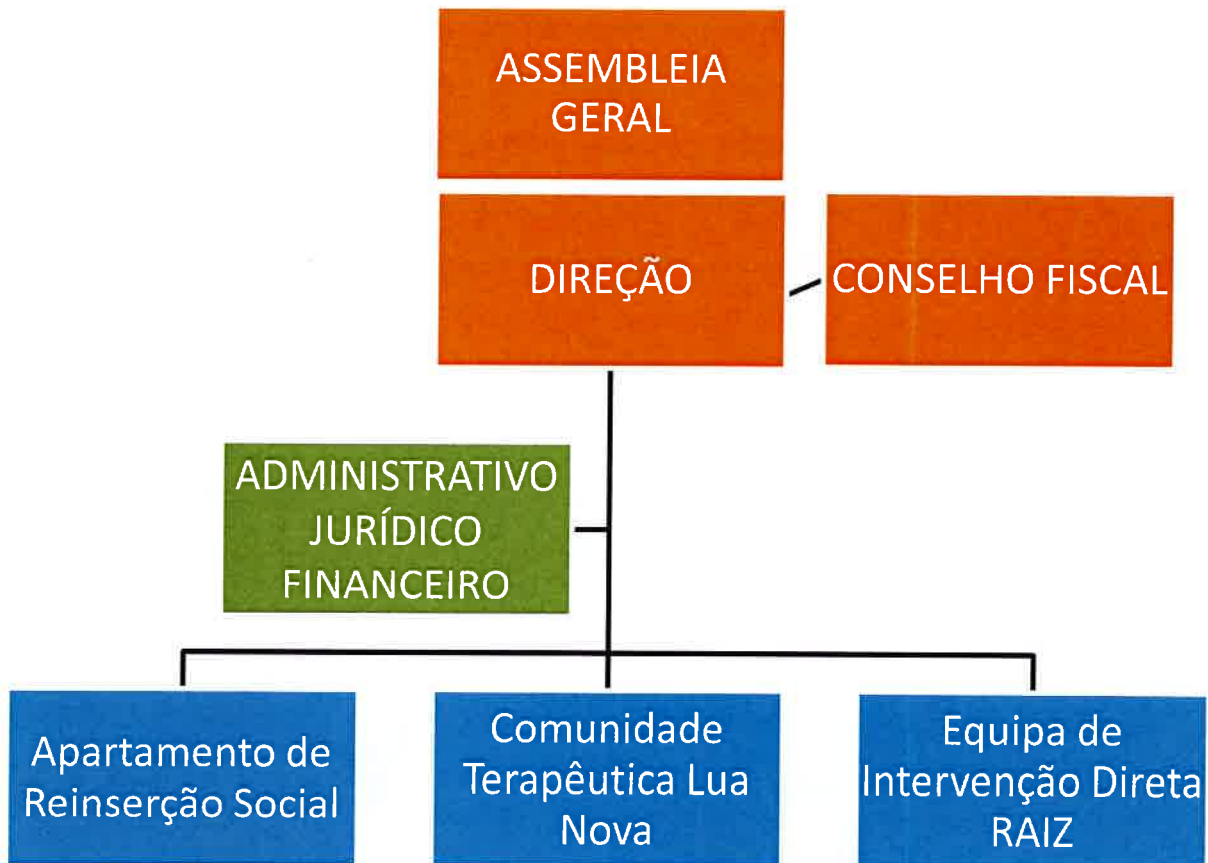 ASSEMBLEIA
GERAL
DIREÇÃO
CONSELHO FISCAL
ADMINISTRATIVO
JURÍDICO
FINANCEIRO
Apartamento de
Reinserção Social
Comunidade
Terapêutica Lua
Nova
Equipa de
Intervenção Direta
RAIZ